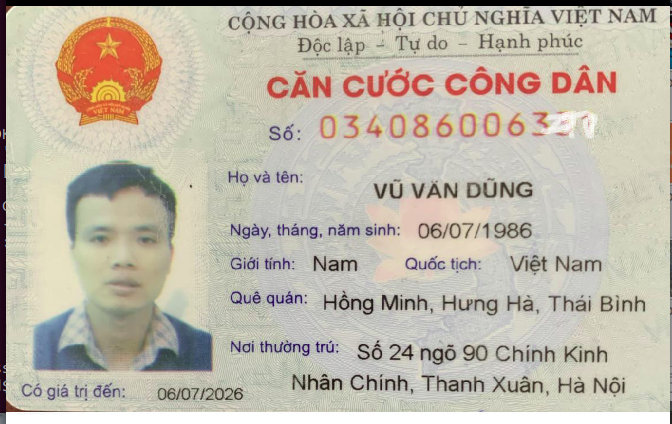 CỘNG HÒA XÃ HỘI CHỦ NGHĨA VIỆT NAM
Độc lập - Tự do - Hạnh phúc
CĂN CƯỚC CÔNG DÂN
Số: 0340860063
Họ và tên: VŨ VĂN DŨNG
Ngày, tháng, năm sinh: 06/07/1986
Giới tính: Nam Quốc tịch: Việt Nam
Quê quán: Hồng Minh, Hưng Hà, Thái Bình
Nơi thường trú: Số 24 ngõ 90 Chính Kinh
Nhân Chính, Thanh Xuân, Hà Nội
Có giá trị đến: 06/07/2026